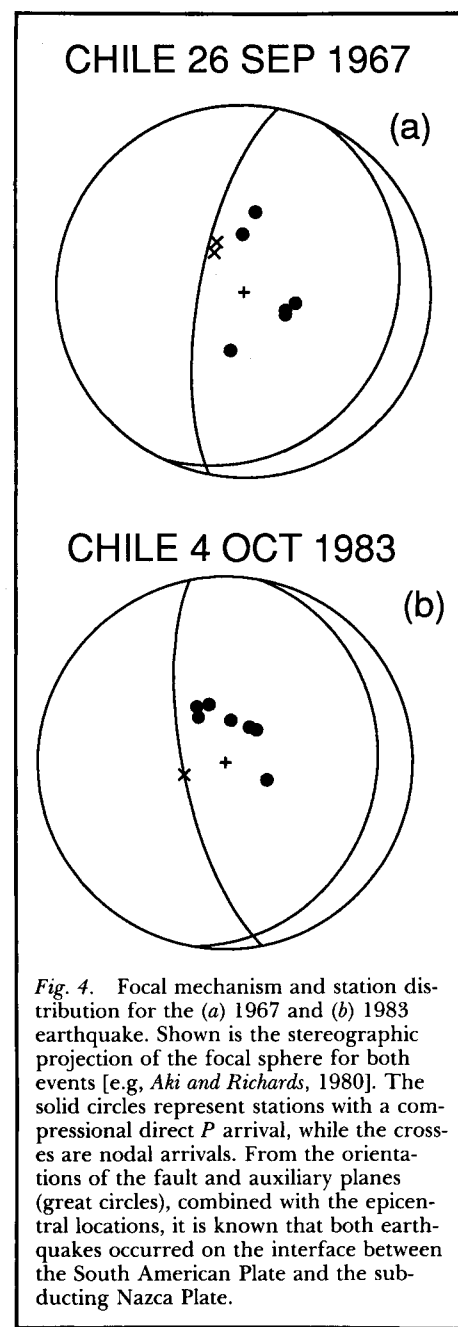 CHILE 26 SEP 1967
(a)
CHILE 4 OCT 1983
(b)
Fig. 4. Focal mechanism and station dis-
tribution for the (a) 1967 and (b) 1983
earthquake. Shown is the stereographic
projection of the focal sphere for both
events [e.g, Aki and Richards, 1980]. The
solid circles represent stations with a com-
pressional direct P arrival, while the cross-
es are nodal arrivals. From the orienta-
tions of the fault and auxiliary planes
(great circles), combined with the epicen-
tral locations, it is known that both earth-
quakes occurred on the interface between
the South American Plate and the sub-
ducting Nazca Plate.